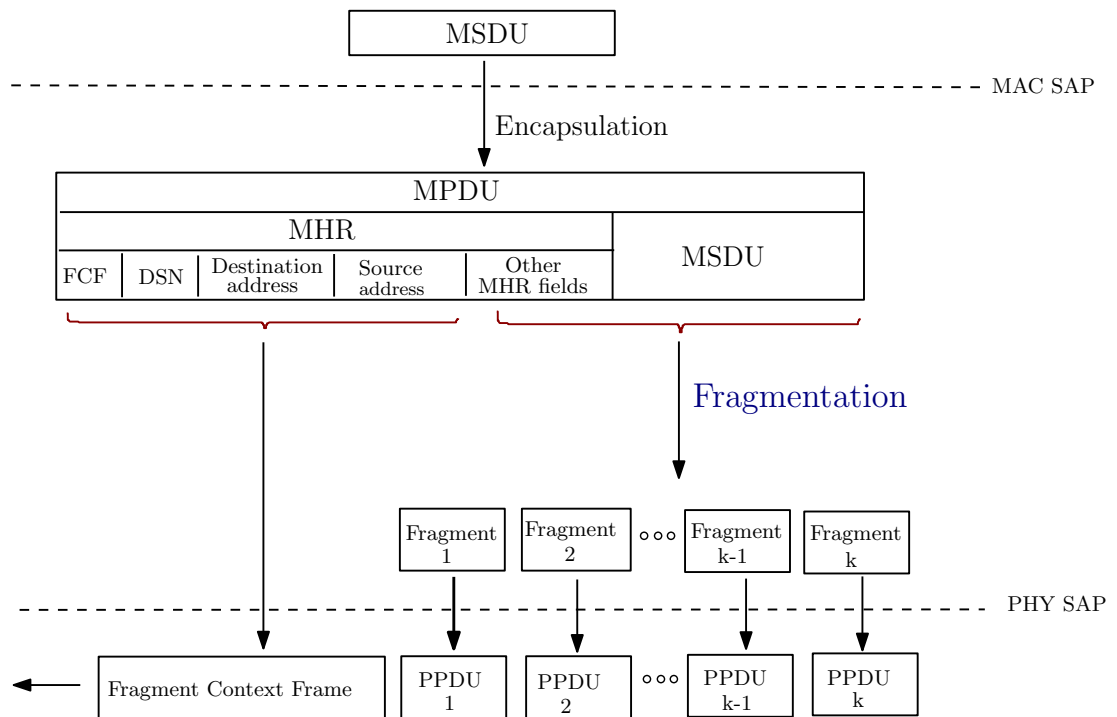 MSDU
MAC SAP
Encapsulation
MPDU
MHR
MSDU
FCF
DSN
Destination
address
Source
address
Other
MHR fields
Fragmentation
Fragment
1
Fragment
2
Fragment
k-1
Fragment
k
PHY SAP
Fragment Context Frame
PPDU
1
PPDU
2
PPDU
k-1
PPDU
k